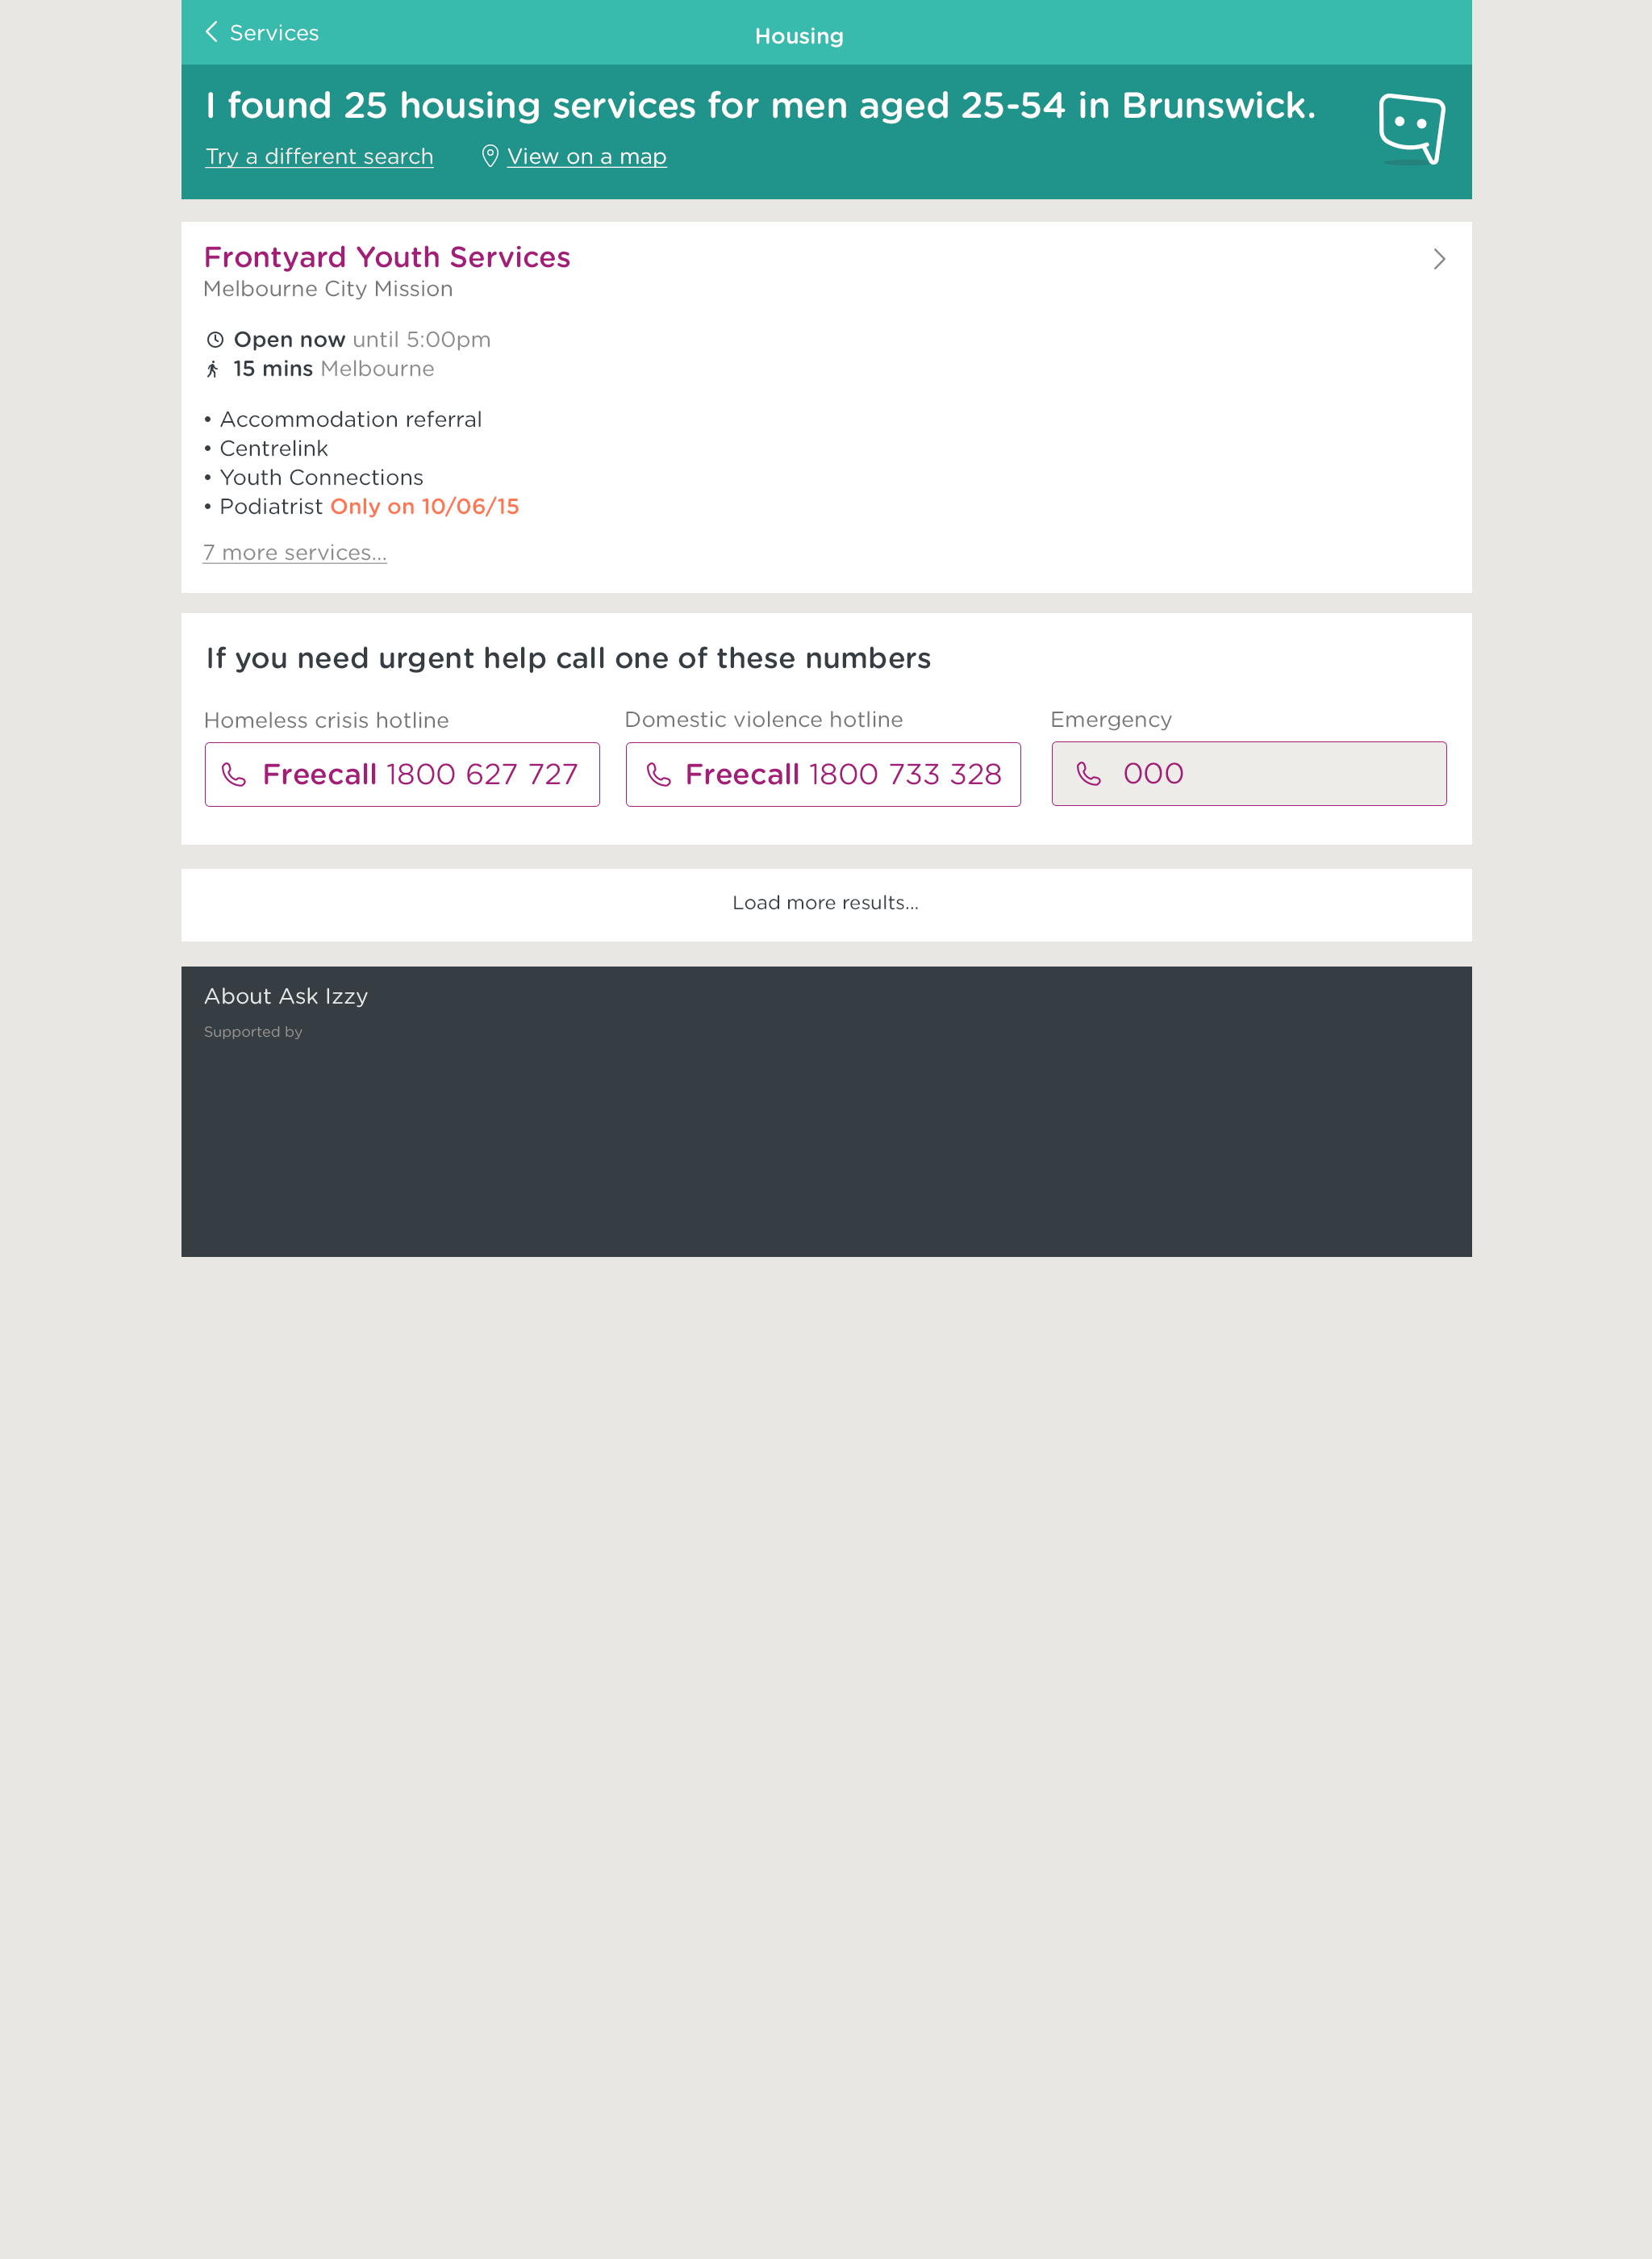 Services
Housing
I found 25 housing services for men aged 25-54 in Brunswick.
Try a different search
View on a map
Frontyard Youth Services
Melbourne City Mission
Open now until 5:00pm
15 mins Melbourne
• Accommodation referral
• Centrelink
• Youth Connections
• Podiatrist Only on 10/06/15
7 more services...
If you need urgent help call one of these numbers
Homeless crisis hotline
Freecall 1800 627 727
Domestic violence hotline
Freecall 1800 733 328
Emergency
000
Load more results...
About Ask Izzy
Supported by